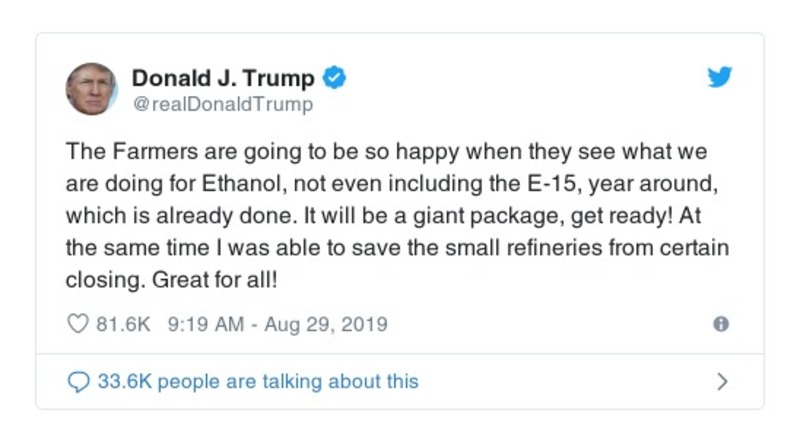 Donald J. Trump
@realDonaldTrump
The Farmers are going to be so happy when they see what we
are doing for Ethanol, not even including the E-15, year around,
which is already done. It will be a giant package, get ready! At
the same time I was able to save the small refineries from certain
closing. Great for all!
81.6K 9:19 AM - Aug 29, 2019
33.6K people are talking about this